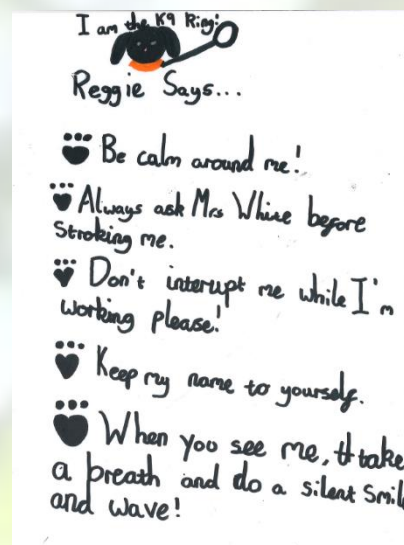 I am the K9 Ringi
Reggie Says...
Be calm around me!
Always ask Mrs White before
Stroking me.
Don't interupt me while I'm
working please!
Keep my name to yourself.
When you see me, take
a breath and do a silent Smile
and wave!